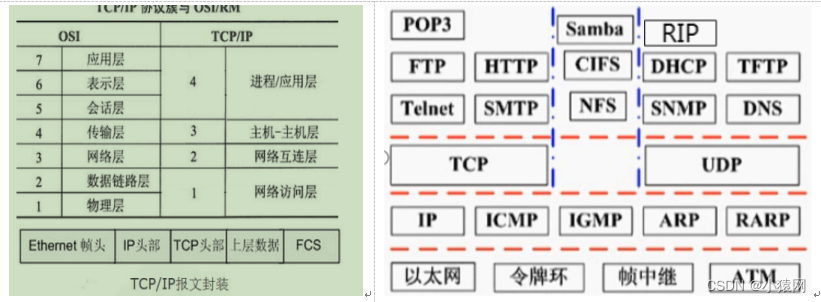 TCP/IP 协议族与 OSI/RM
OSI TCP/IP
7 应用层
6 表示层
5 会话层
4 进程/应用层
4 传输层 3 主机-主机层
3 网络层 2 网络互连层
2 数据链路层
1 物理层
1 网络访问层
Ethernet 帧头 IP头部 TCP头部 上层数据 FCS
TCP/IP报文封装
POP3 Samba RIP
FTP HTTP CIFS DHCP TFTP
Telnet SMTP NFS SNMP DNS
TCP UDP
IP ICMP IGMP ARP RARP
以太网 令牌环 帧中继 ATM
CSDN @小猿网